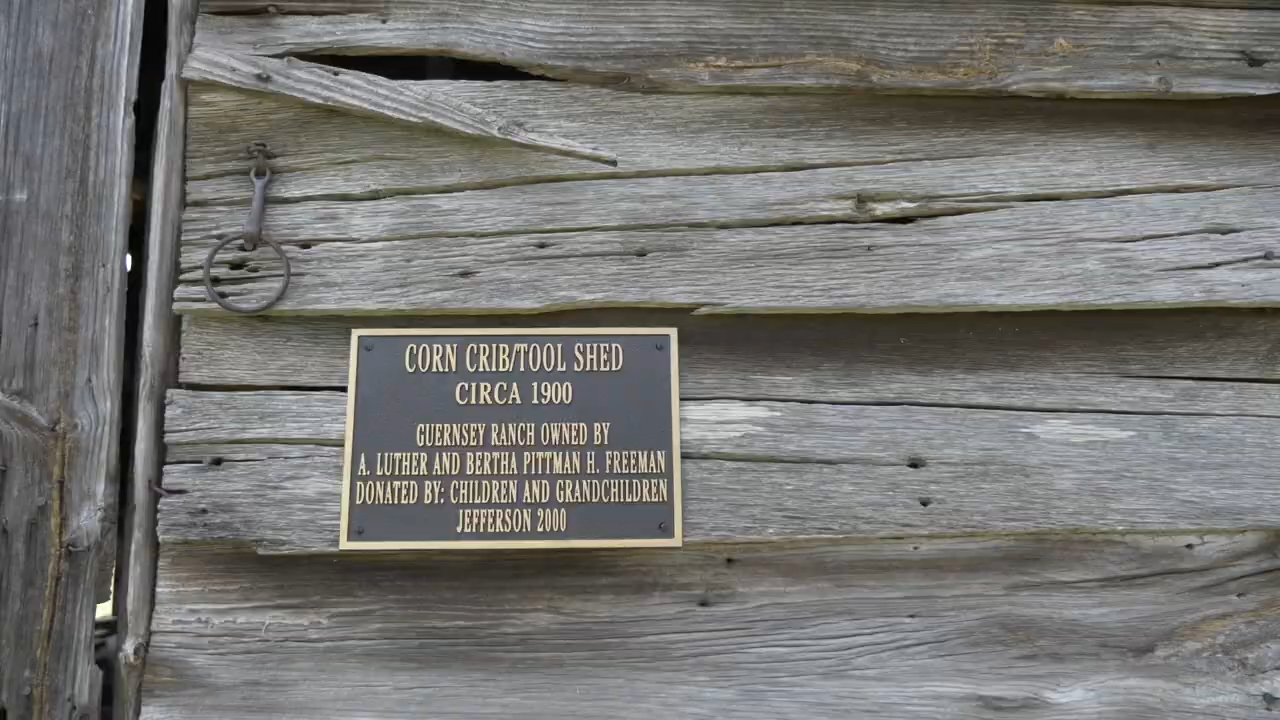 CORN CRIB/TOOL SHED
CIRCA 1900
GUERNSEY RANCH OWNED BY
A. LUTHER AND BERTHA PITTMAN H. FREEMAN
DONATED BY: CHILDREN AND GRANDCHILDREN
JEFFERSON 2000